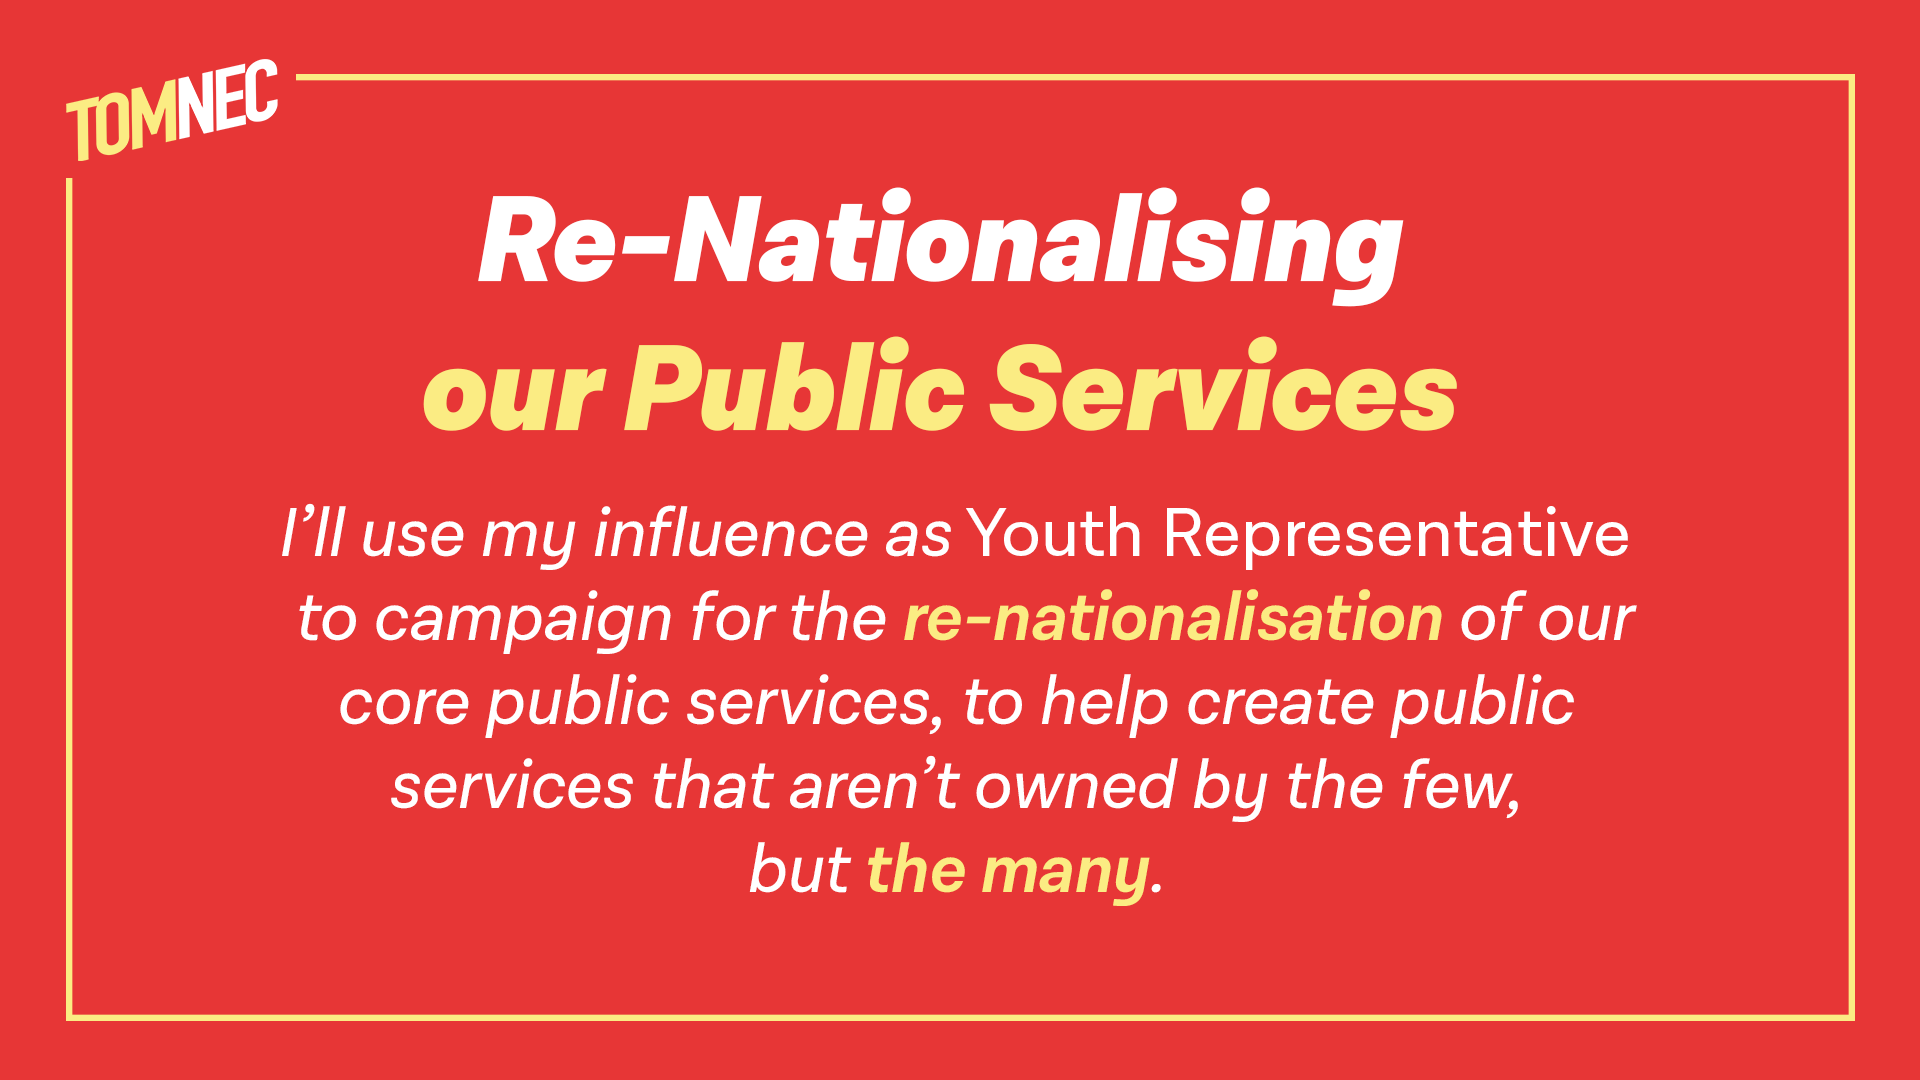 TOMNEC
Re-Nationalising
our Public Services
I’ll use my influence as Youth Representative
to campaign for the re-nationalisation of our
core public services, to help create public
services that aren’t owned by the few,
but the many.